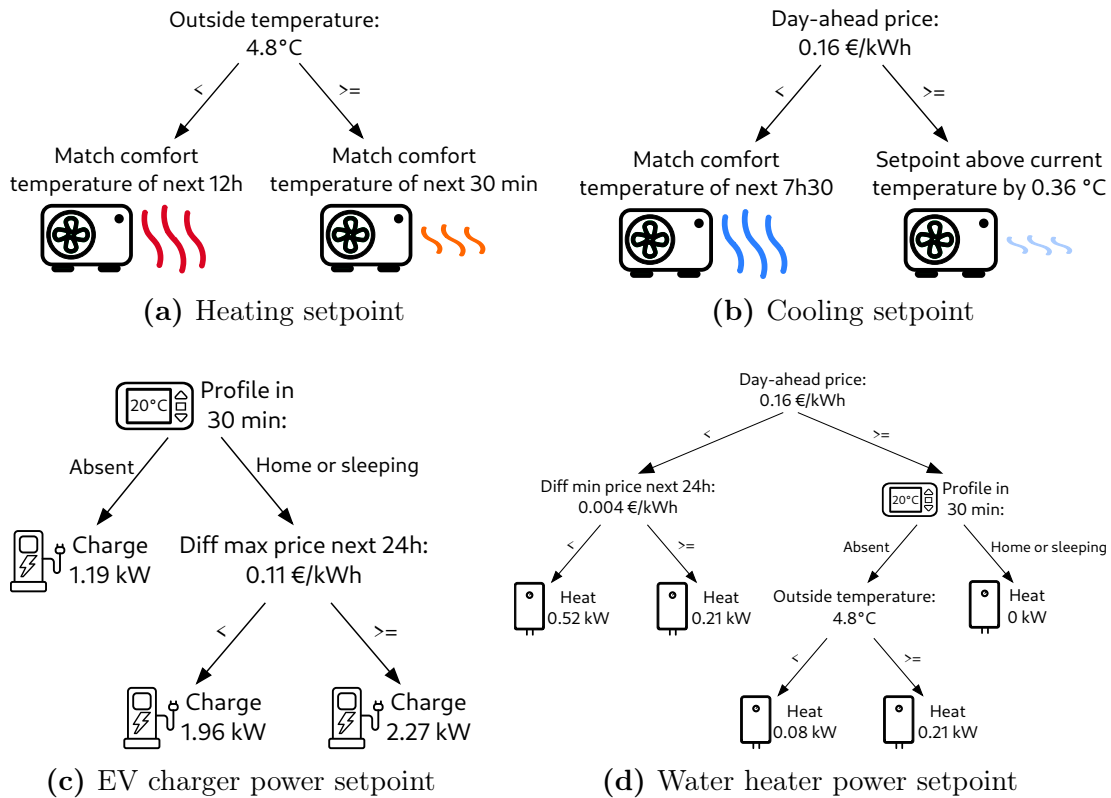 Outside temperature:
4.8°C
<
>=
Match comfort
temperature of next 12h
Match comfort
temperature of next 30 min
(a) Heating setpoint
Day-ahead price:
0.16 €/kWh
<
>=
Match comfort
temperature of next 7h30
Setpoint above current
temperature by 0.36 °C
(b) Cooling setpoint
20°C
Profile in
30 min:
Absent
Home or sleeping
Charge
1.19 kW
Diff max price next 24h:
0.11 €/kWh
<
>=
Charge
1.96 kW
Charge
2.27 kW
(c) EV charger power setpoint
Day-ahead price:
0.16 €/kWh
<
>=
Diff min price next 24h:
0.004 €/kWh
20°C
Profile in
30 min:
<
>=
Absent
Home or sleeping
Heat
0.52 kW
Heat
0.21 kW
Outside temperature:
4.8°C
Heat
0 kW
<
>=
Heat
0.08 kW
Heat
0.21 kW
(d) Water heater power setpoint